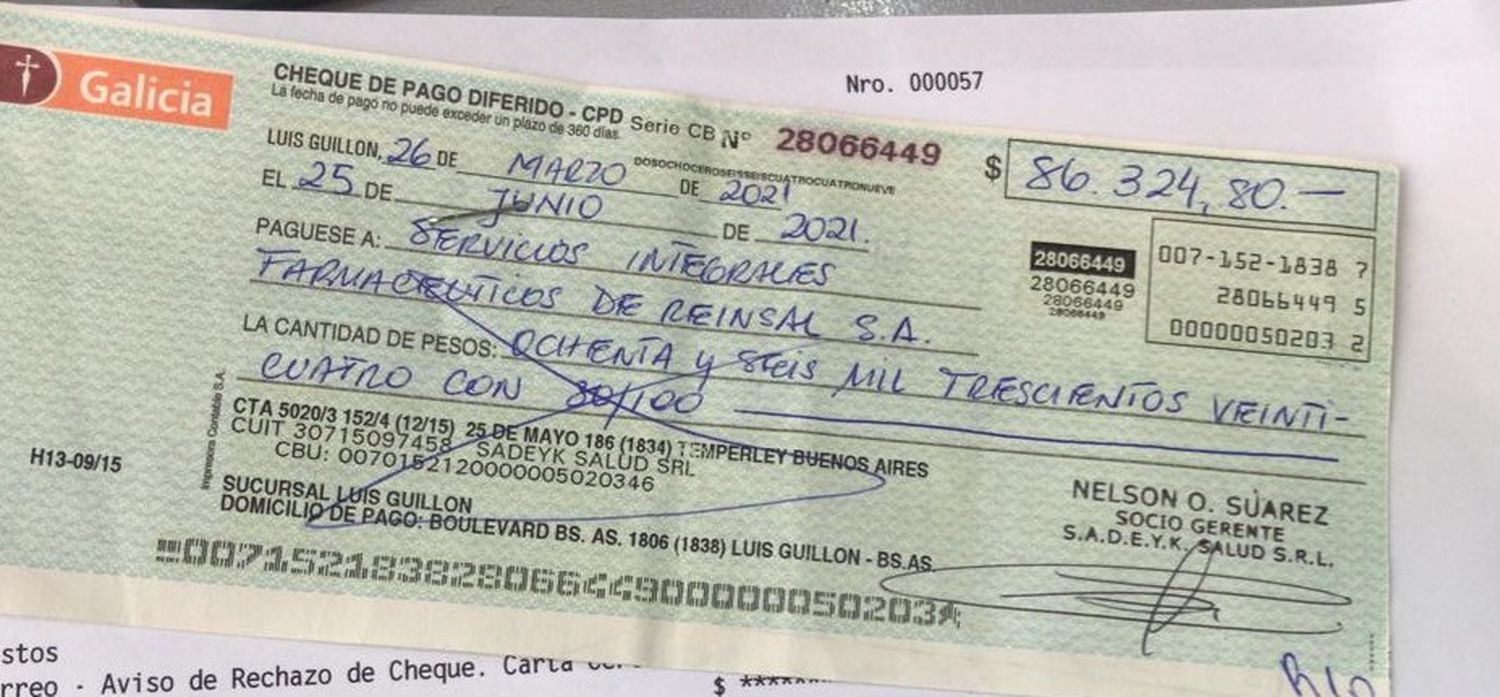 Nro. 000057
Galicia
CHEQUE DE PAGO DIFERIDO - CPD Serie CB Nº 28066449
La fecha de pago no puede exceder un plazo de 360 días.
DOSOCHOCEROSEISSEISCUATROCUATRONUEVE
$ 86.324,80.—
LUIS GUILLON, 26 DE MARZO DE 2021
EL 25 DE JUNIO DE 2021.
PAGUESE A: SERVICIOS INTEGRALES
FARMACEUTICOS DE REINSAL S.A.
28066449
28066449
28066449
28066449
007-152-1838 7
28066449 5
00000050203 2
LA CANTIDAD DE PESOS: OCHENTA y SEIS MIL TRESCIENTOS VEINTI-
CUATRO CON 80/100
CTA 5020/3 152/4 (12/15) 25 DE MAYO 186 (1834) TEMPERLEY BUENOS AIRES
CUIT 30715097458 SADEYK SALUD SRL
CBU: 0070152120000005020346
SUCURSAL LUIS GUILLON
DOMICILIO DE PAGO: BOULEVARD BS. AS. 1806 (1838) LUIS GUILLON - BS.AS.
Impresora Contable S.A.
H13-09/15
NELSON O. SUAREZ
SOCIO GERENTE
S.A.D.E.Y.K. SALUD S.R.L.
00715218382806644900000050203
stos
rreo - Aviso de Rechazo de Cheque. Carta
$ *******